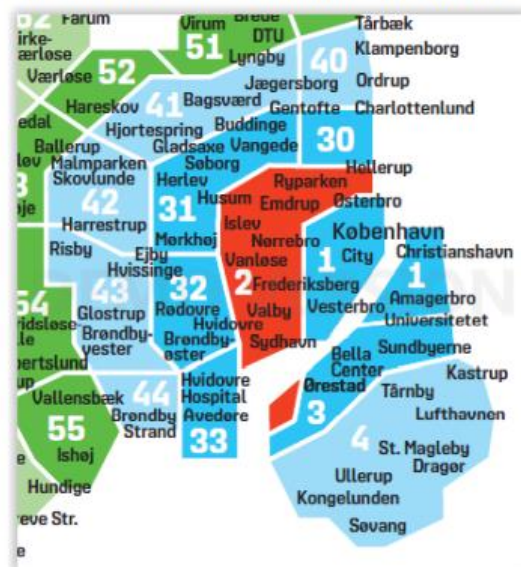 Farum
Værløse
52
Hareskov
Virum
DTU
51
Lyngby
Tårbæk
40
Klampenborg
Jægersborg
Ordrup
41
Bagsværd
Gentofte
Charlottenlund
Hjortespring
Buddinge
30
Gladsaxe
Vangede
Ballerup
Malmparken
Søborg
Hellerup
Skovlunde
Herlev
Ryparken
42
31
Husum
Emdrup
Østerbro
Harrestrup
Islev
København
Risby
Mørkhøj
Nørrebro
1
City
Christianshavn
Ejby
Vanløse
1
Hvissinge
2
Frederiksberg
Amagerbro
43
32
Universitetet
54
Glostrup
Rødovre
Valby
Vesterbro
Brøndby-
vester
Hvidovre
Brøndby-
øster
Sydhavn
Bella
Center
Sundbyerne
Ørestad
Kastrup
Vallensbæk
44
Hvidovre
Hospital
3
Tårnby
Brøndby
Strand
Avedøre
Lufthavnen
55
33
4
St. Magleby
Ishøj
Dragør
Ullerup
Hundige
Kongelunden
Søvang